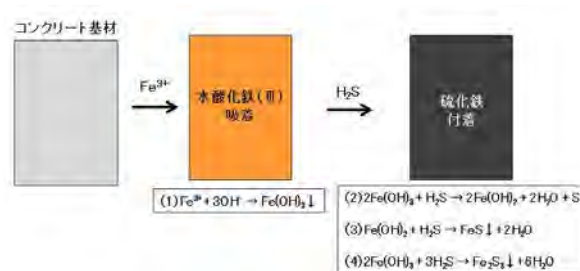 コンクリート基材
Fe³⁺
水酸化鉄(Ⅲ)
吸着
H₂S
硫化鉄
付着
(1)Fe³⁺+3OH⁻→Fe(OH)₃↓
(2)2Fe(OH)₃+H₂S→2Fe(OH)₂+2H₂O+S
(3)Fe(OH)₂+H₂S→FeS↓+2H₂O
(4)2Fe(OH)₃+3H₂S→Fe₂S₃↓+6H₂O